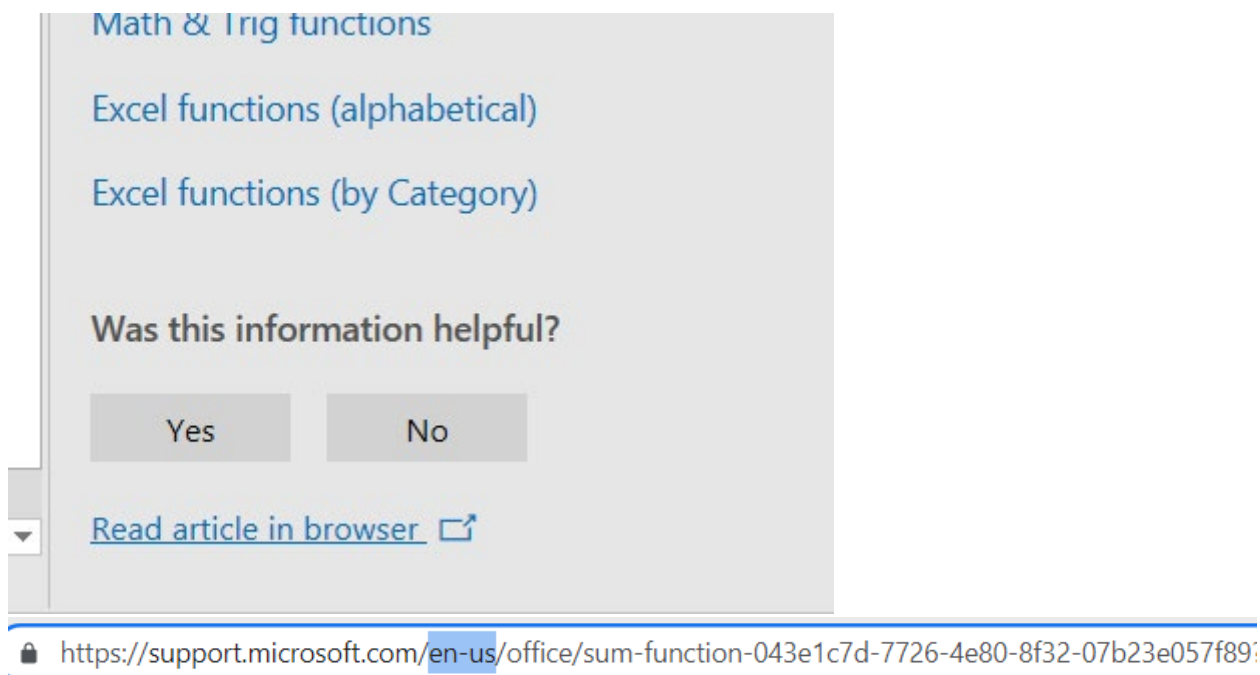 Math & Trig functions
Excel functions (alphabetical)
Excel functions (by Category)
Was this information helpful?
Yes No
Read article in browser
https://support.microsoft.com/en-us/office/sum-function-043e1c7d-7726-4e80-8f32-07b23e057f89?